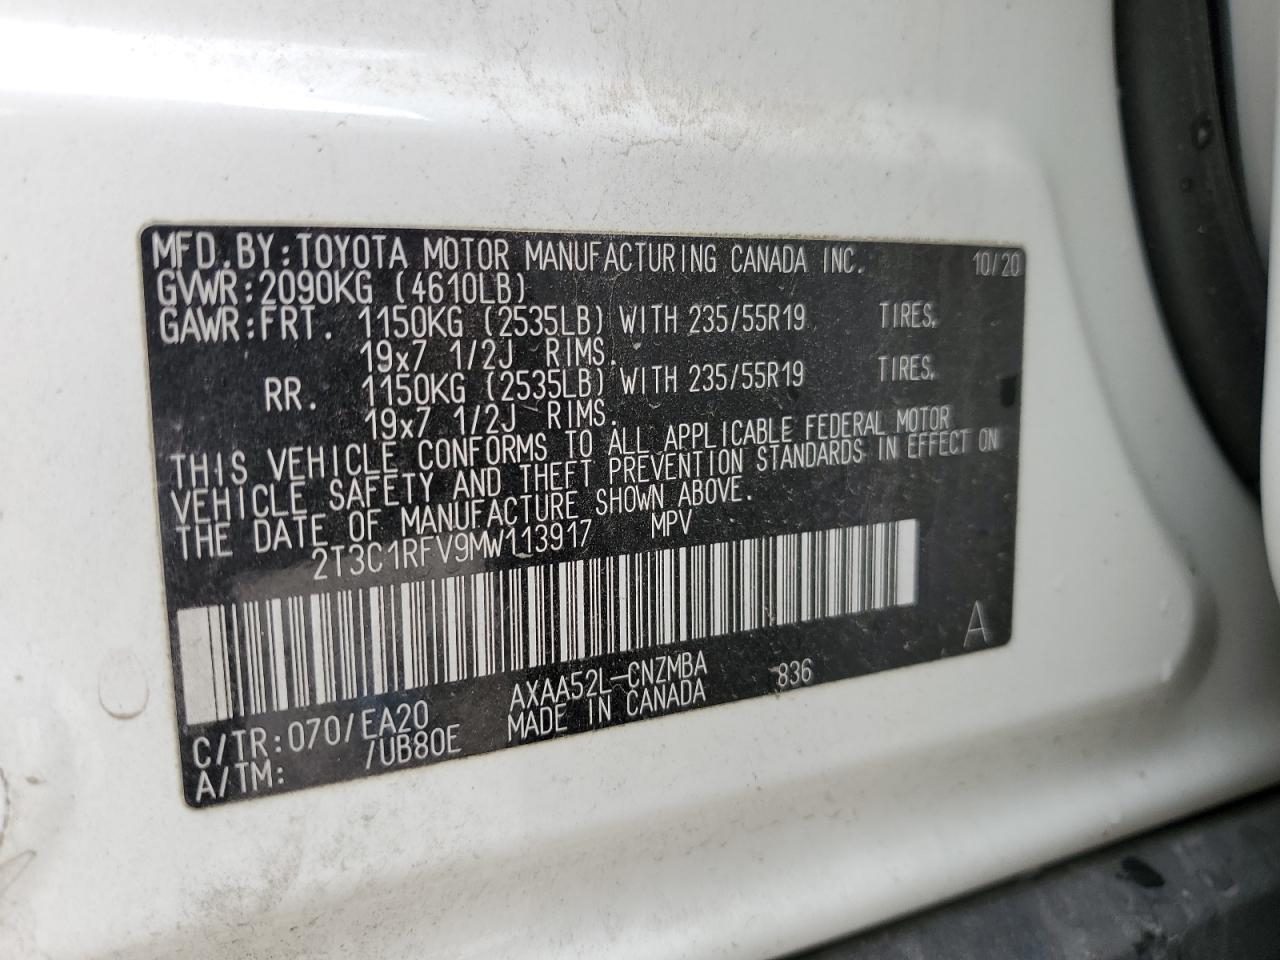 MFD.BY:TOYOTA MOTOR MANUFACTURING CANADA INC. 10/20
GVWR:2090KG (4610LB)
GAWR:FRT. 1150KG (2535LB) WITH 235/55R19 TIRES,
19x7 1/2J RIMS.
RR. 1150KG (2535LB) WITH 235/55R19 TIRES,
19x7 1/2J RIMS.
THIS VEHICLE CONFORMS TO ALL APPLICABLE FEDERAL MOTOR
VEHICLE SAFETY AND THEFT PREVENTION STANDARDS IN EFFECT ON
THE DATE OF MANUFACTURE SHOWN ABOVE.
2T3C1RFV9MW113917 MPV
A
AXAA52L-CNZMBA 836
C/TR:070/EA20 MADE IN CANADA
A/TM: /UB80E